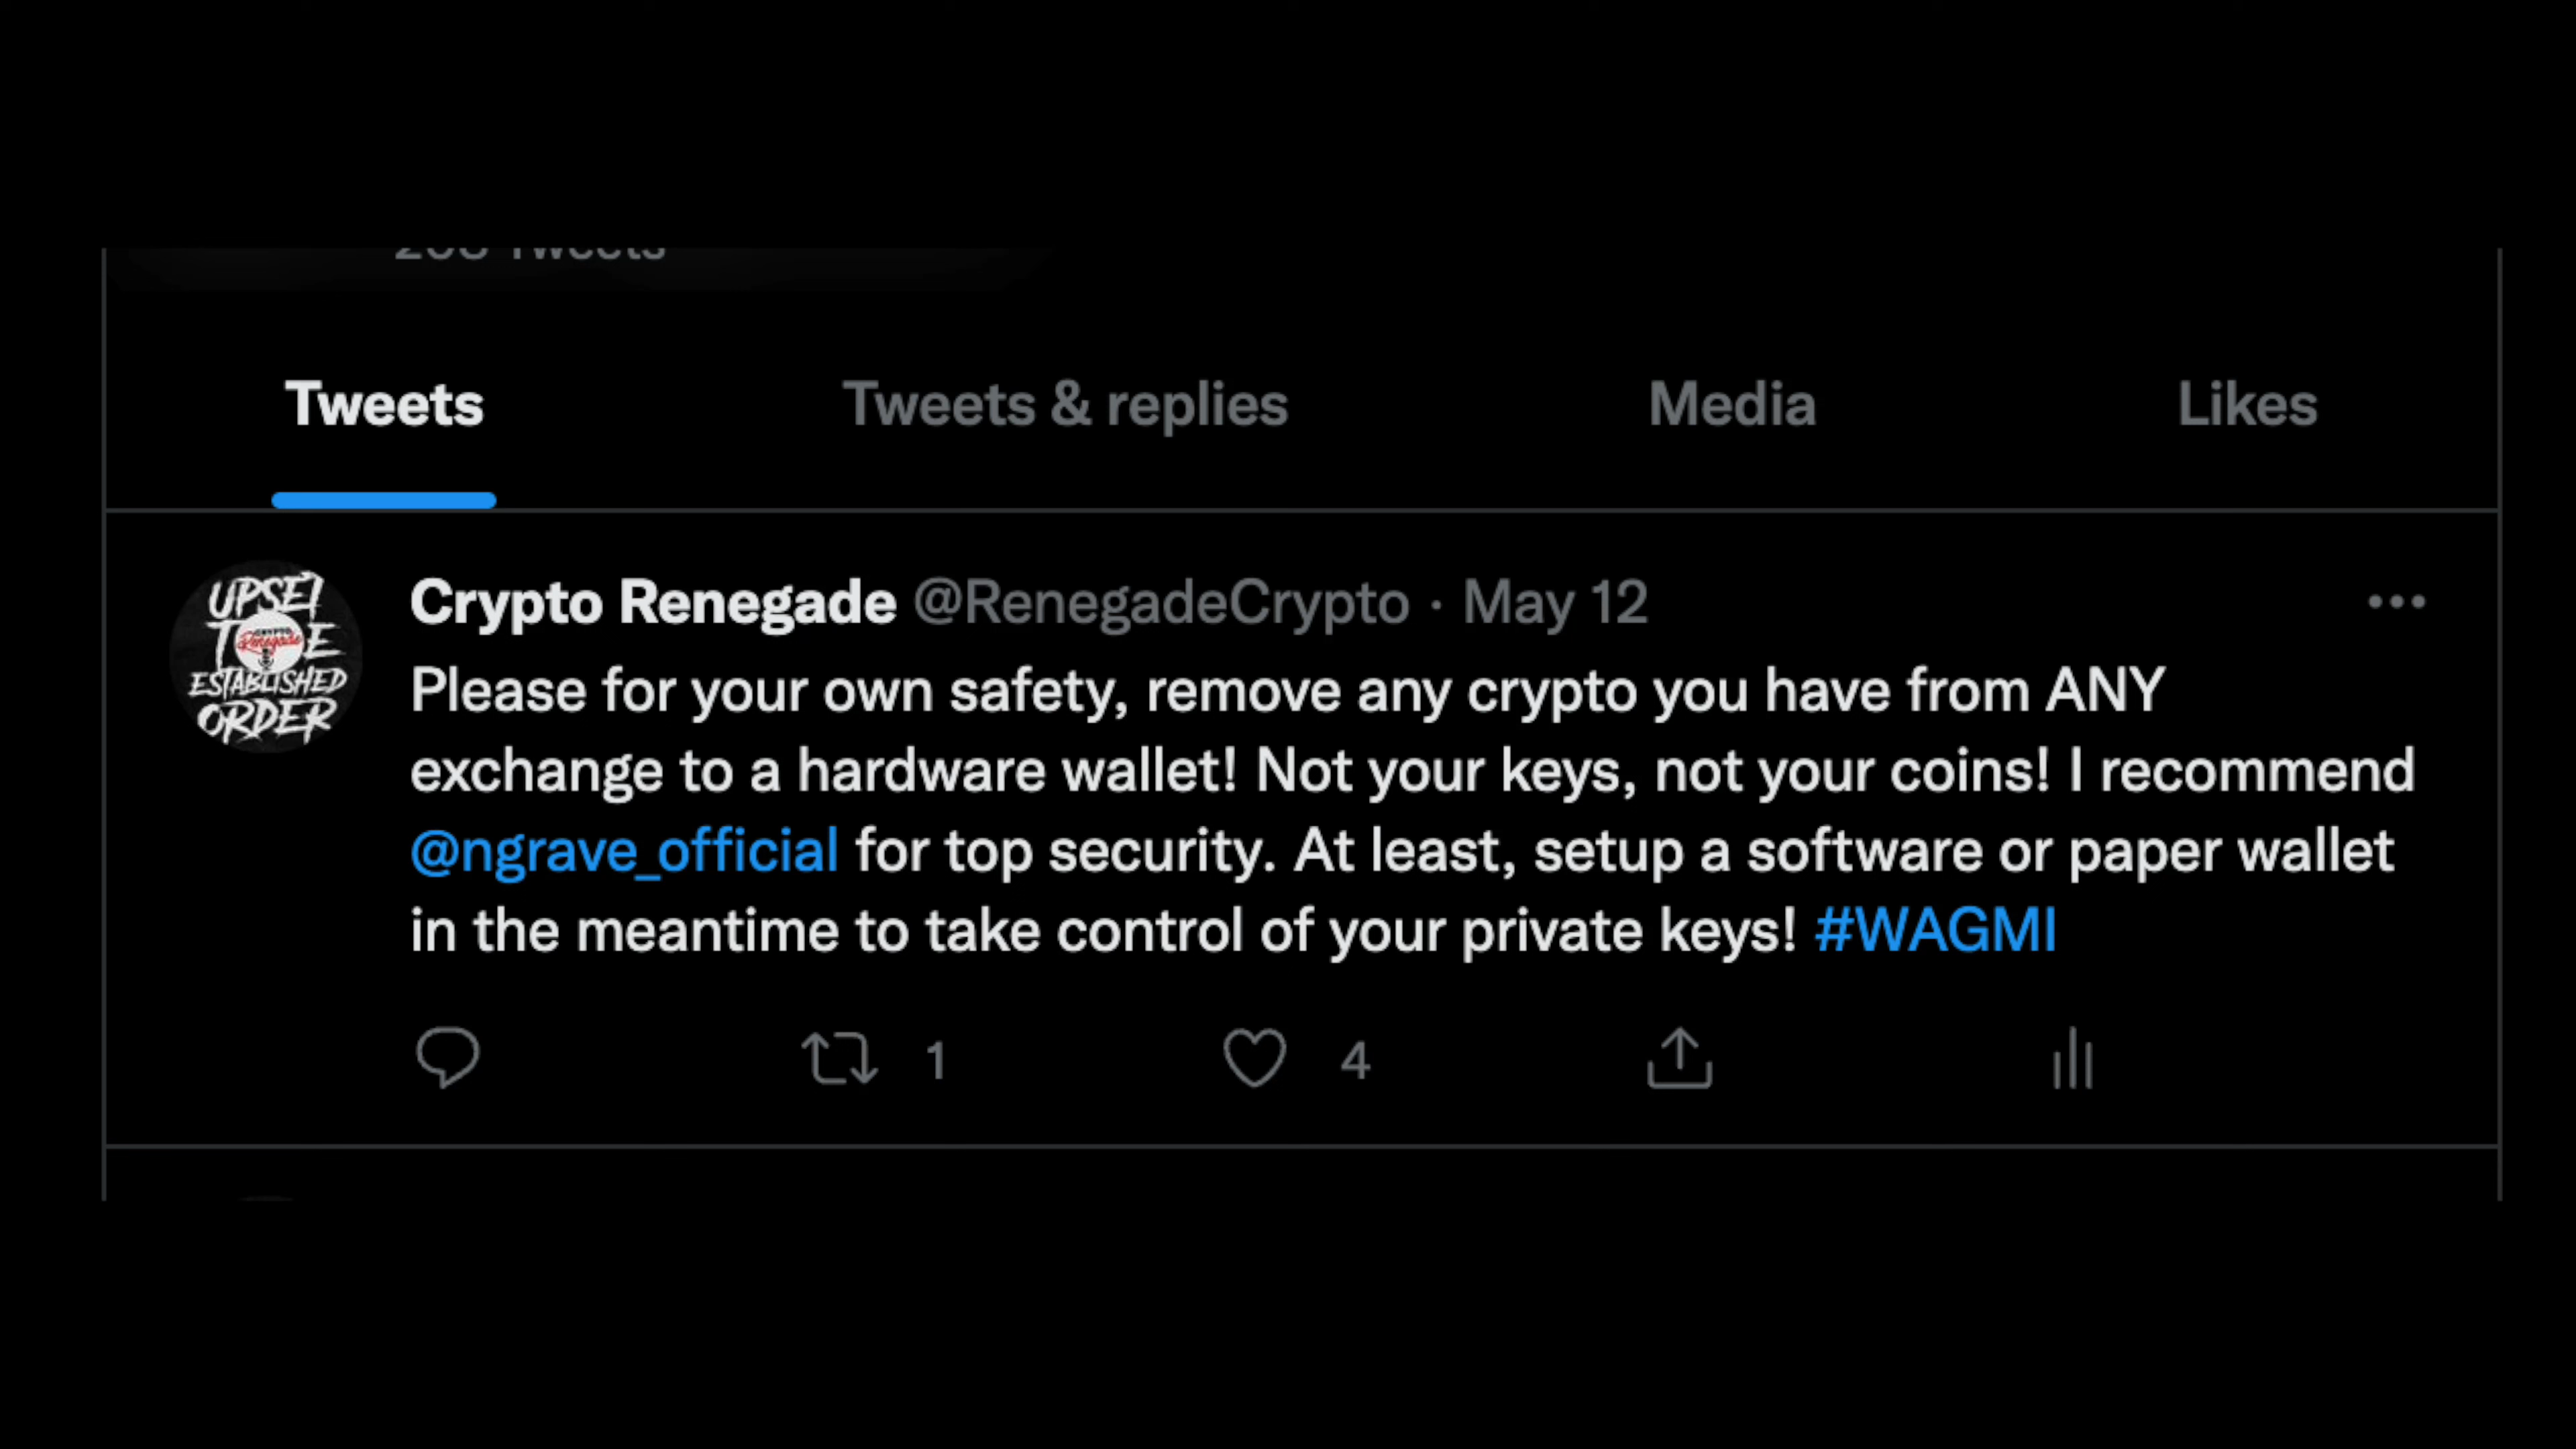 Tweets
Tweets & replies
Media
Likes
UPSET
ESTABLISHED
ORDER
Crypto Renegade @RenegadeCrypto · May 12
Please for your own safety, remove any crypto you have from ANY
exchange to a hardware wallet! Not your keys, not your coins! I recommend
@ngrave_official for top security. At least, setup a software or paper wallet
in the meantime to take control of your private keys! #WAGMI
1
4